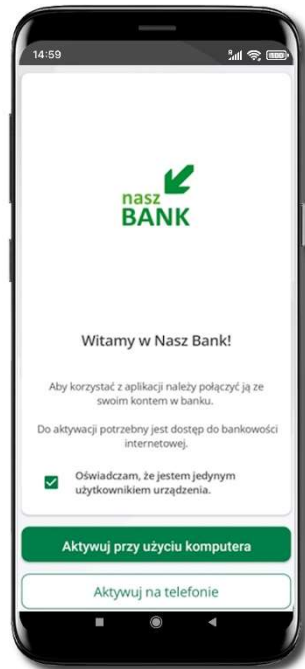 14:59
nasz
BANK
Witamy w Nasz Bank!
Aby korzystać z aplikacji należy połączyć ją ze
swoim kontem w banku.
Do aktywacji potrzebny jest dostęp do bankowości
internetowej.
Oświadczam, że jestem jedynym
użytkownikiem urządzenia.
Aktywuj przy użyciu komputera
Aktywuj na telefonie